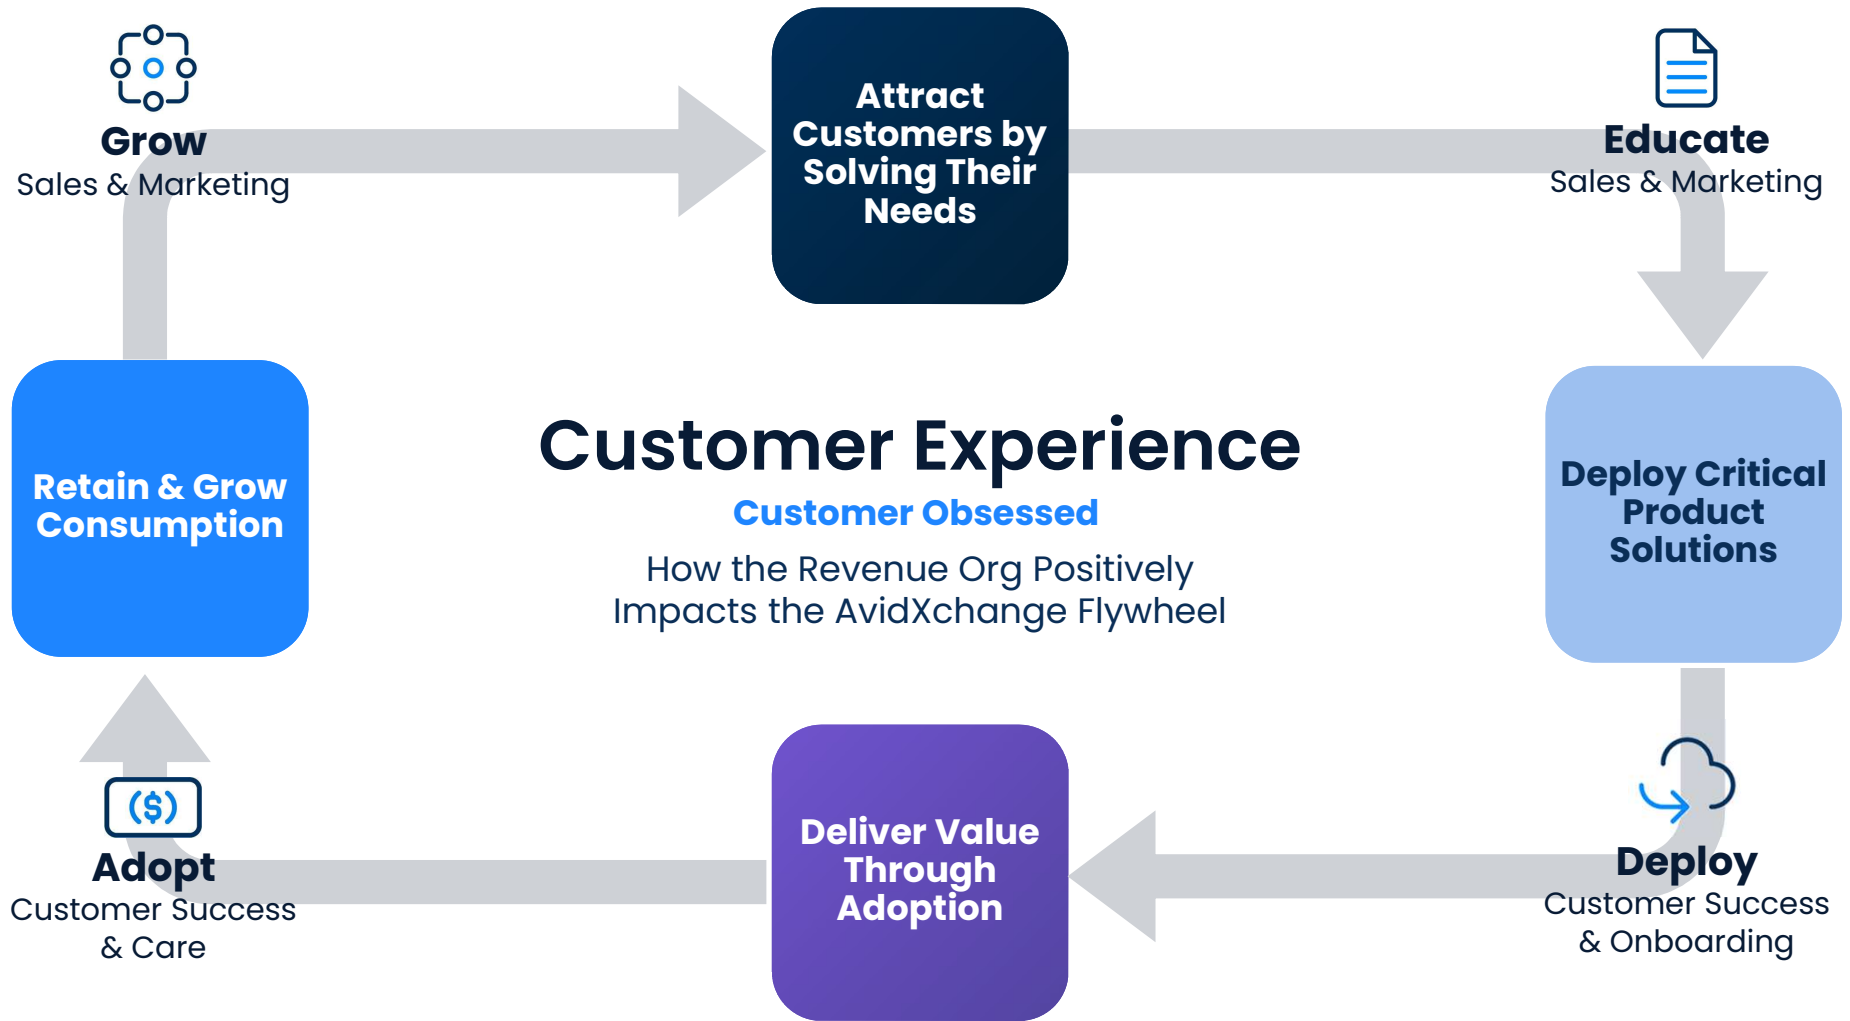 Grow
Sales & Marketing
Attract
Customers by
Solving Their
Needs
Educate
Sales & Marketing
Retain & Grow
Consumption
Customer Experience
Customer Obsessed
How the Revenue Org Positively
Impacts the AvidXchange Flywheel
Deploy Critical
Product
Solutions
($)
Adopt
Customer Success
& Care
Deliver Value
Through
Adoption
Deploy
Customer Success
& Onboarding